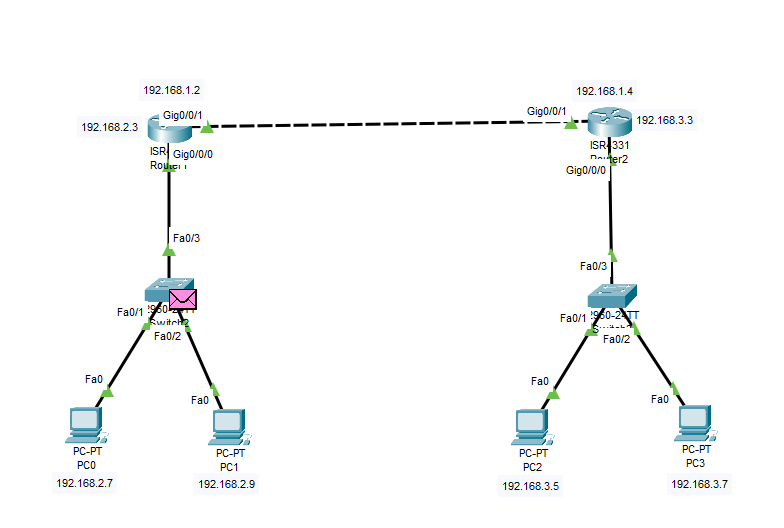 192.168.1.2
192.168.1.4
Gig0/0/1
Gig0/0/1
192.168.2.3
192.168.3.3
Gig0/0/0
Gig0/0/0
Fa0/3
Fa0/3
Fa0/1
Fa0/2
Fa0/1
Fa0/2
Fa0
Fa0
Fa0
Fa0
PC-PT
PC0
PC-PT
PC1
PC-PT
PC2
PC-PT
PC3
192.168.2.7
192.168.2.9
192.168.3.5
192.168.3.7